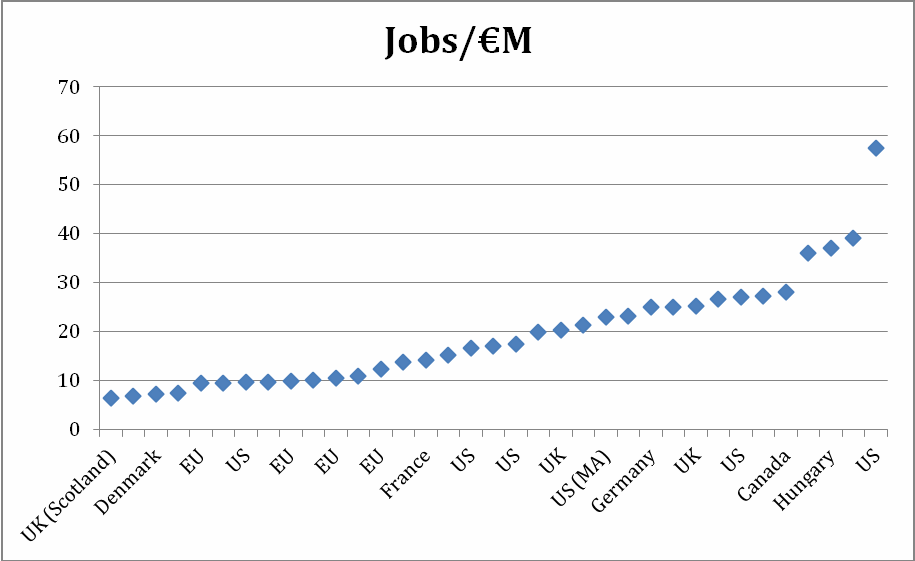 Jobs/€M
70
60
50
40
30
20
10
0
UK (Scotland)
Denmark
EU
US
EU
EU
EU
France
US
US
UK
US (MA)
Germany
UK
US
Canada
Hungary
US